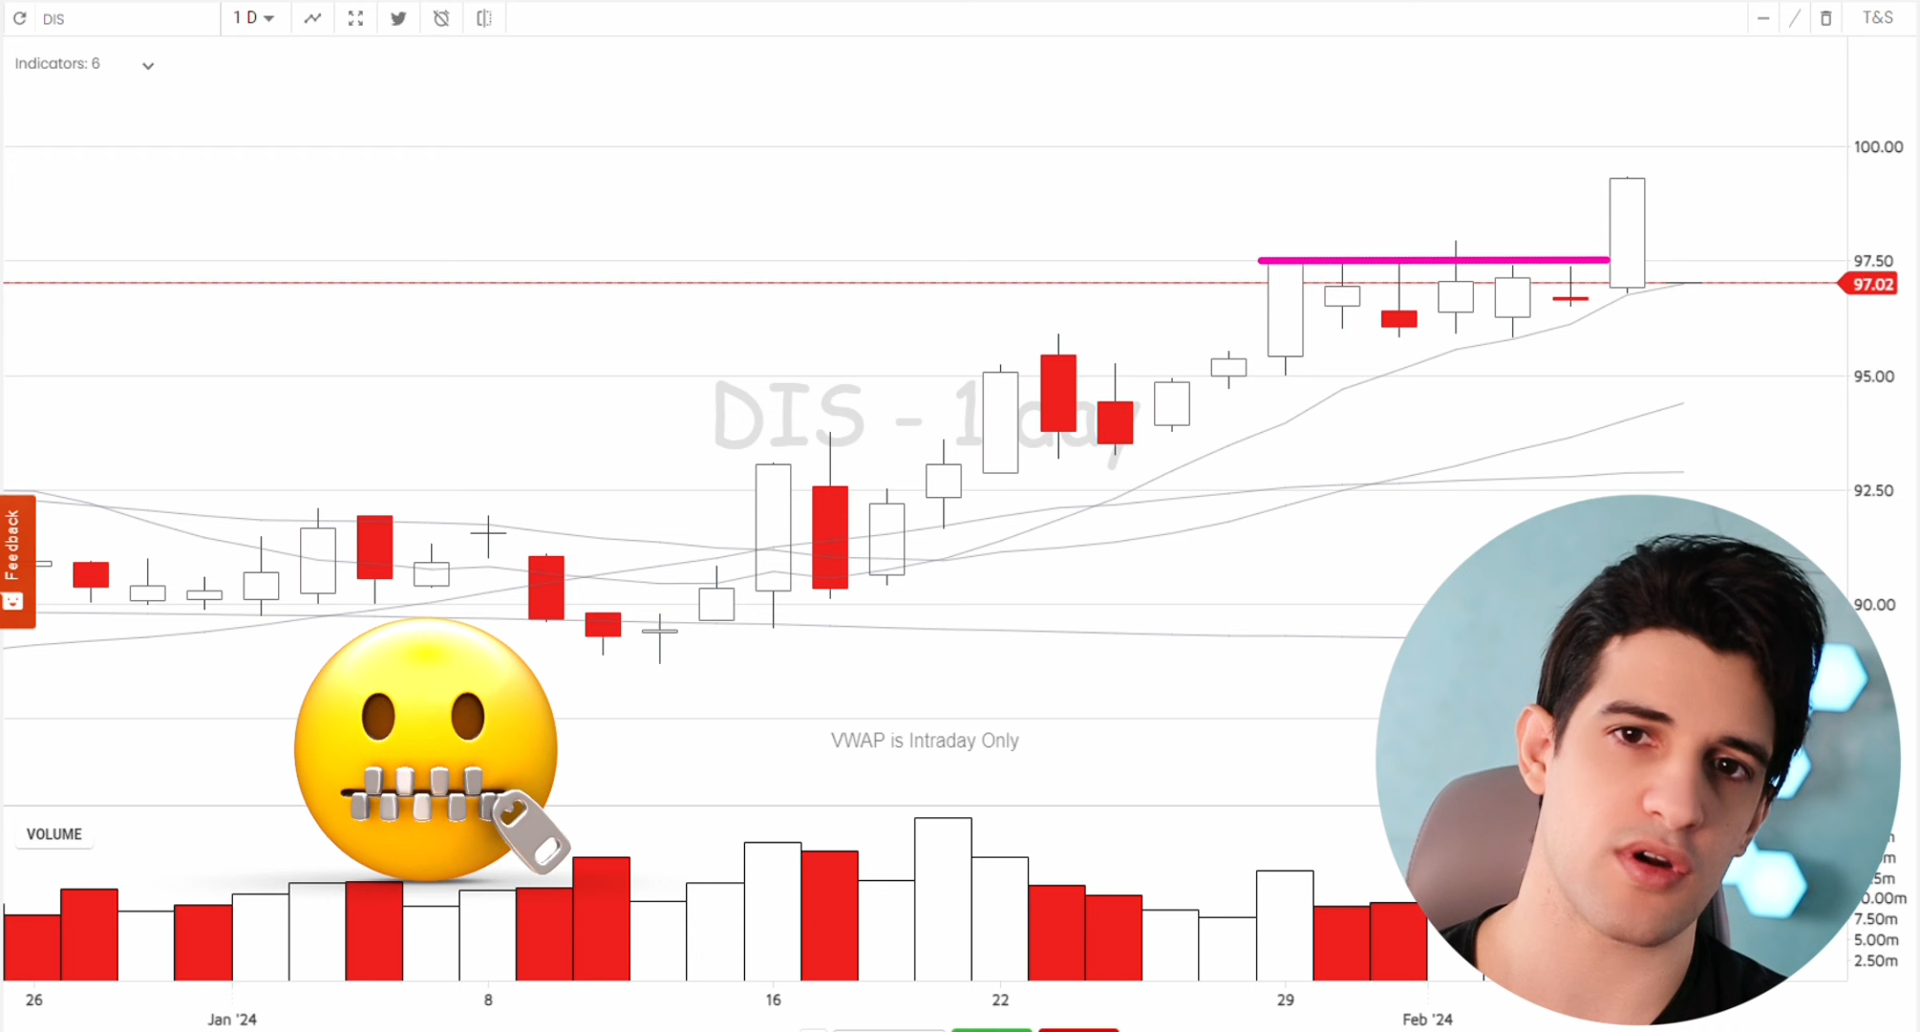 DIS
1 D
T&S
Indicators: 6
100.00
97.50
97.02
95.00
DIS - 1 day
92.50
90.00
Feedback
VWAP is Intraday Only
VOLUME
7.50m
5.00m
2.50m
26
8
16
22
29
Jan '24
Feb '24